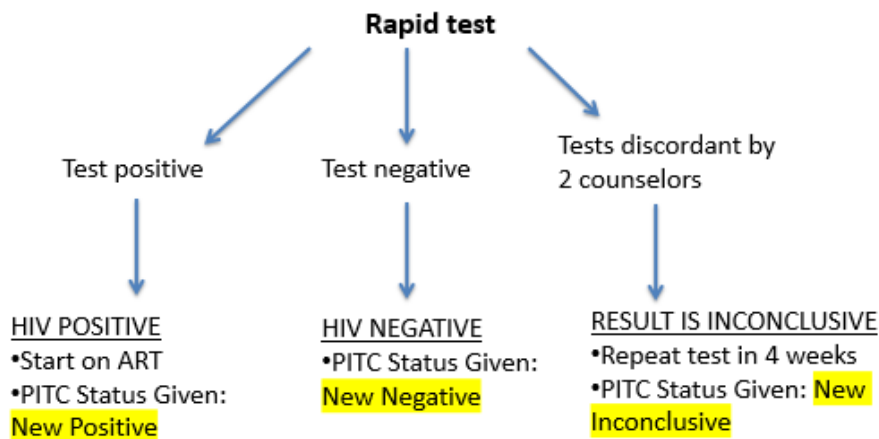 Rapid test
Test positive
Test negative
Tests discordant by
2 counselors
HIV POSITIVE
•Start on ART
•PITC Status Given:
New Positive
HIV NEGATIVE
•PITC Status Given:
New Negative
RESULT IS INCONCLUSIVE
•Repeat test in 4 weeks
•PITC Status Given: New
Inconclusive